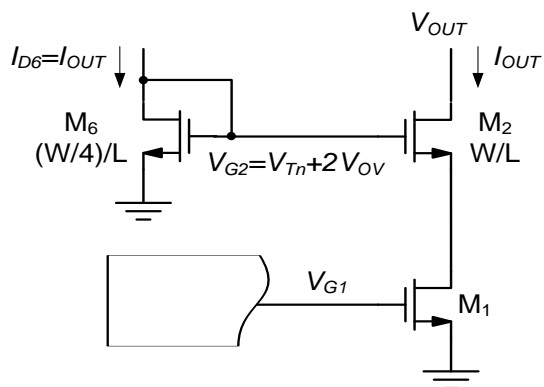 V_OUT
I_D6=I_OUT
I_OUT
M_6
(W/4)/L
M_2
W/L
V_G2=V_Tn+2V_OV
V_G1
M_1